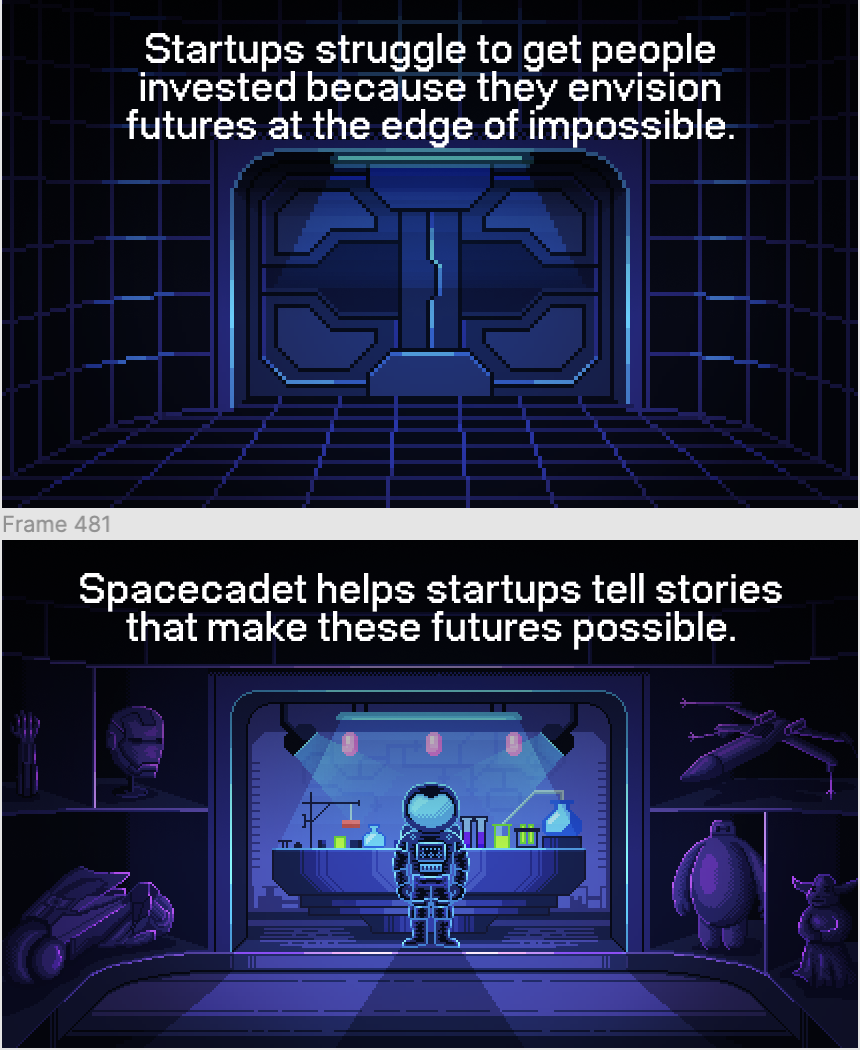 Startups struggle to get people
invested because they envision
futures at the edge of impossible.
Frame 481
Spacecadet helps startups tell stories
that make these futures possible.